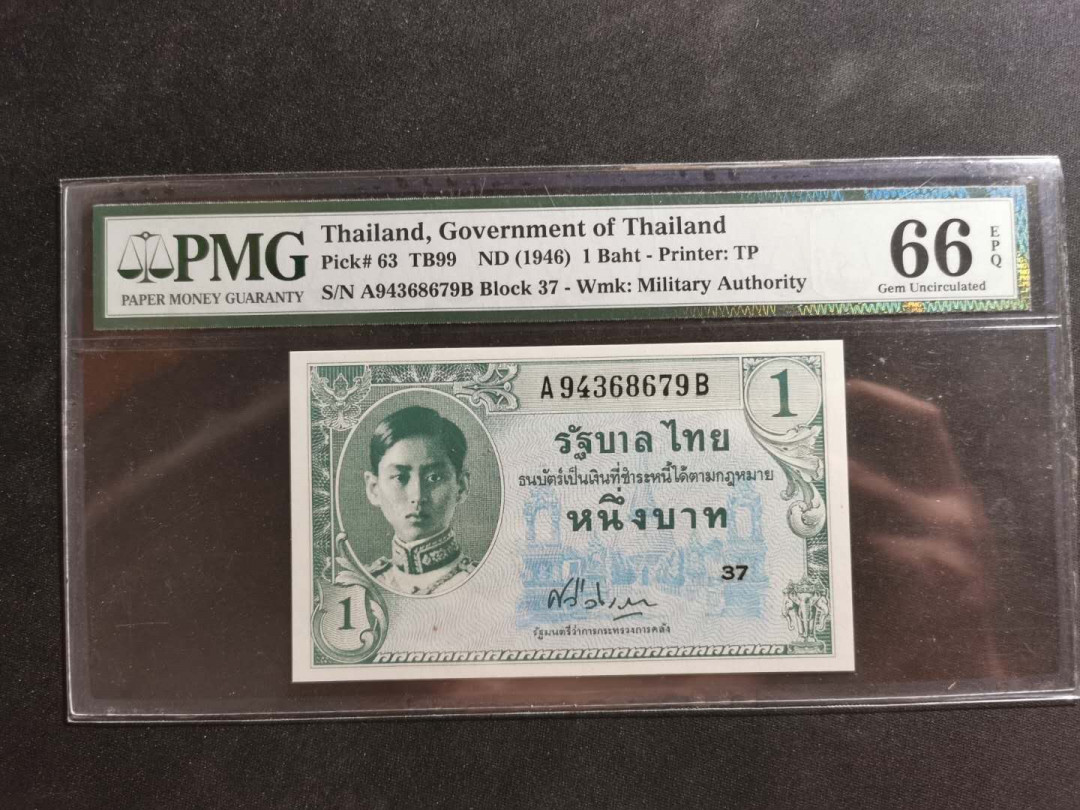 PMG
PAPER MONEY GUARANTY
Thailand, Government of Thailand
Pick# 63 TB99 ND (1946) 1 Baht - Printer: TP
S/N A94368679B Block 37 - Wmk: Military Authority
66
EPQ
Gem Uncirculated
A94368679B
1
รัฐบาลไทย
ธนบัตร์เป็นเงินที่ชำระหนี้ได้ตามกฎหมาย
หนึ่งบาท
37
รัฐมนตรีว่าการกระทรวงการคลัง
1